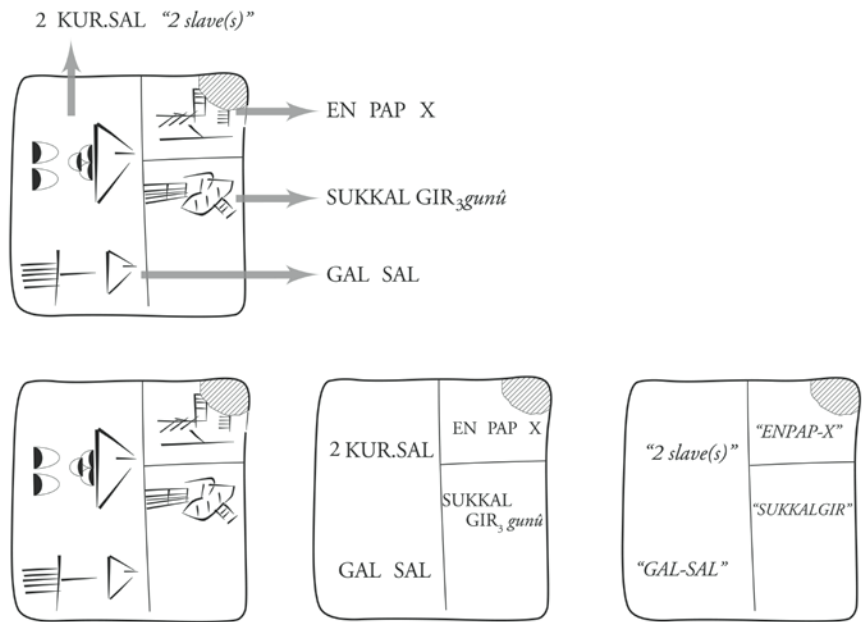 2 KUR.SAL “2 slave(s)”
EN PAP X
SUKKAL GIR₃gunû
GAL SAL
2 KUR.SAL
EN PAP X
SUKKAL
GIR₃ gunû
GAL SAL
“2 slave(s)”
“ENPAP-X”
“SUKKALGIR”
“GAL-SAL”